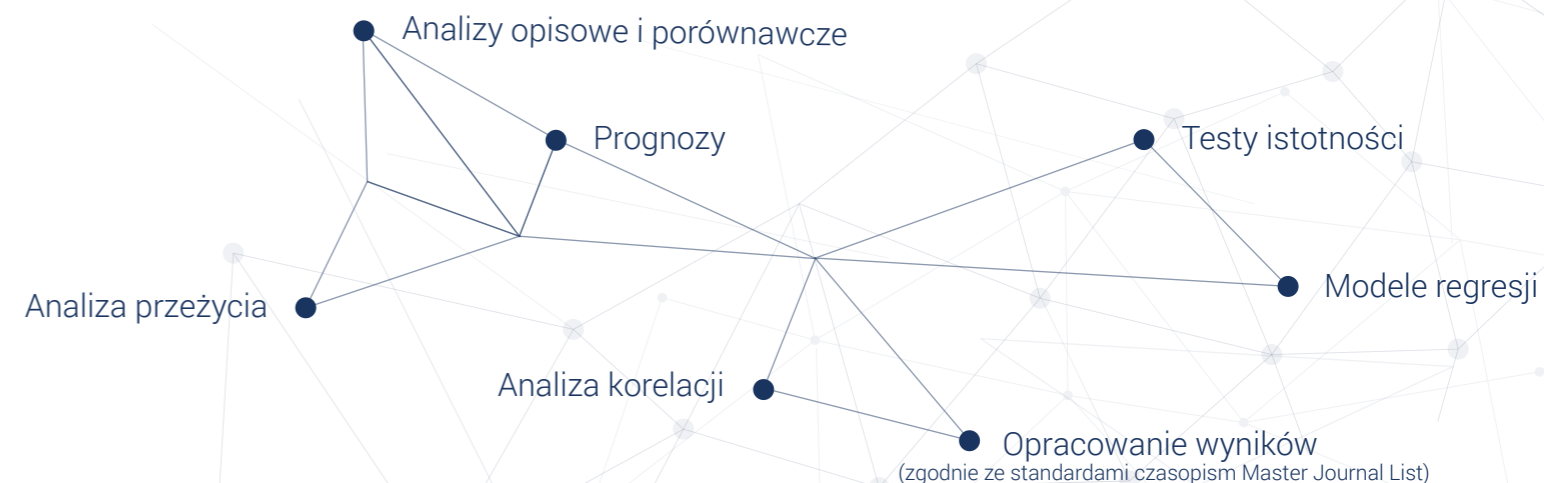 Analizy opisowe i porównawcze
Prognozy
Testy istotności
Analiza przeżycia
Modele regresji
Analiza korelacji
Opracowanie wyników
(zgodnie ze standardami czasopism Master Journal List)